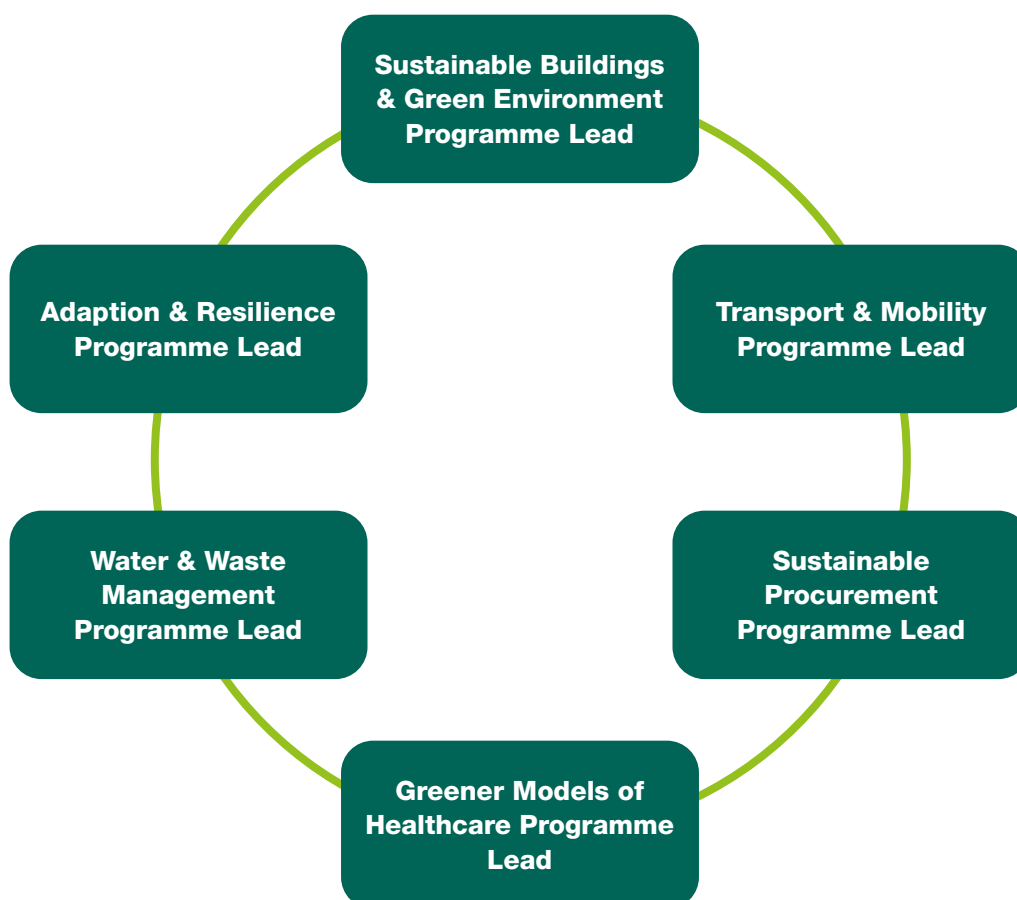 Sustainable Buildings
& Green Environment
Programme Lead
Adaption & Resilience
Programme Lead
Transport & Mobility
Programme Lead
Water & Waste
Management
Programme Lead
Sustainable
Procurement
Programme Lead
Greener Models of
Healthcare Programme
Lead